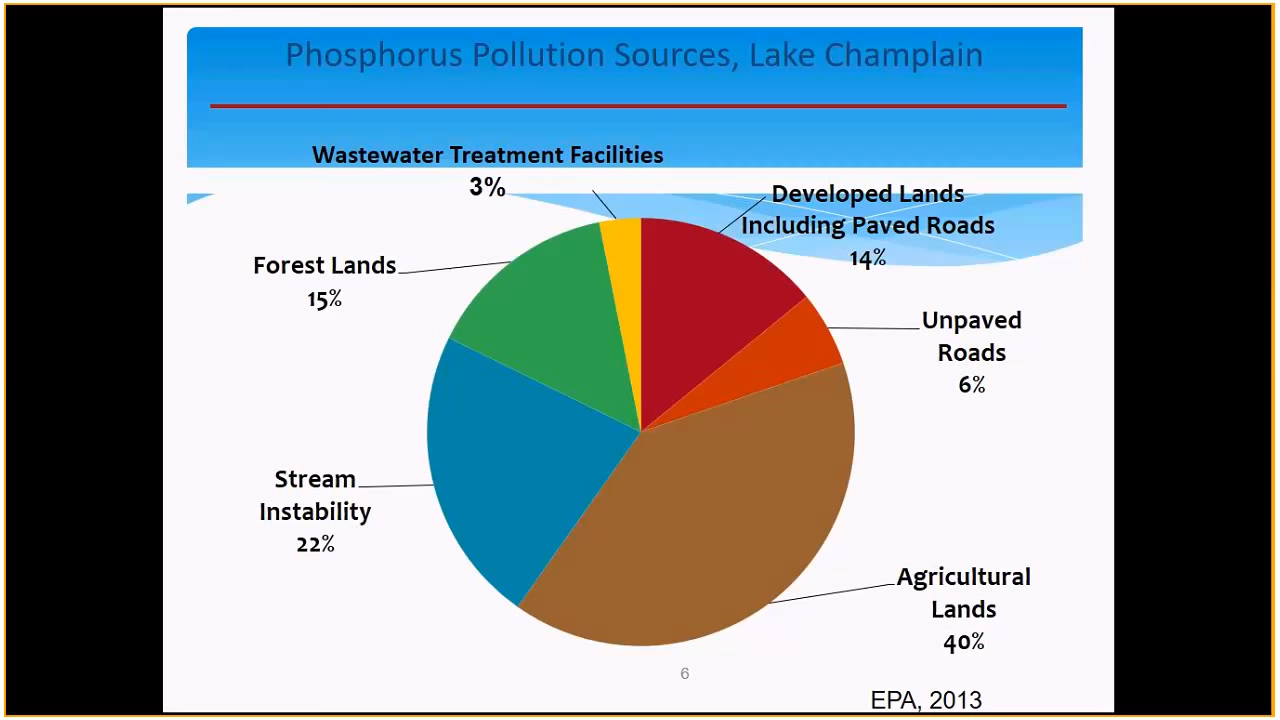 Phosphorus Pollution Sources, Lake Champlain
Wastewater Treatment Facilities
3%
Developed Lands
Including Paved Roads
14%
Forest Lands
15%
Unpaved
Roads
6%
Stream
Instability
22%
Agricultural
Lands
40%
6
EPA, 2013